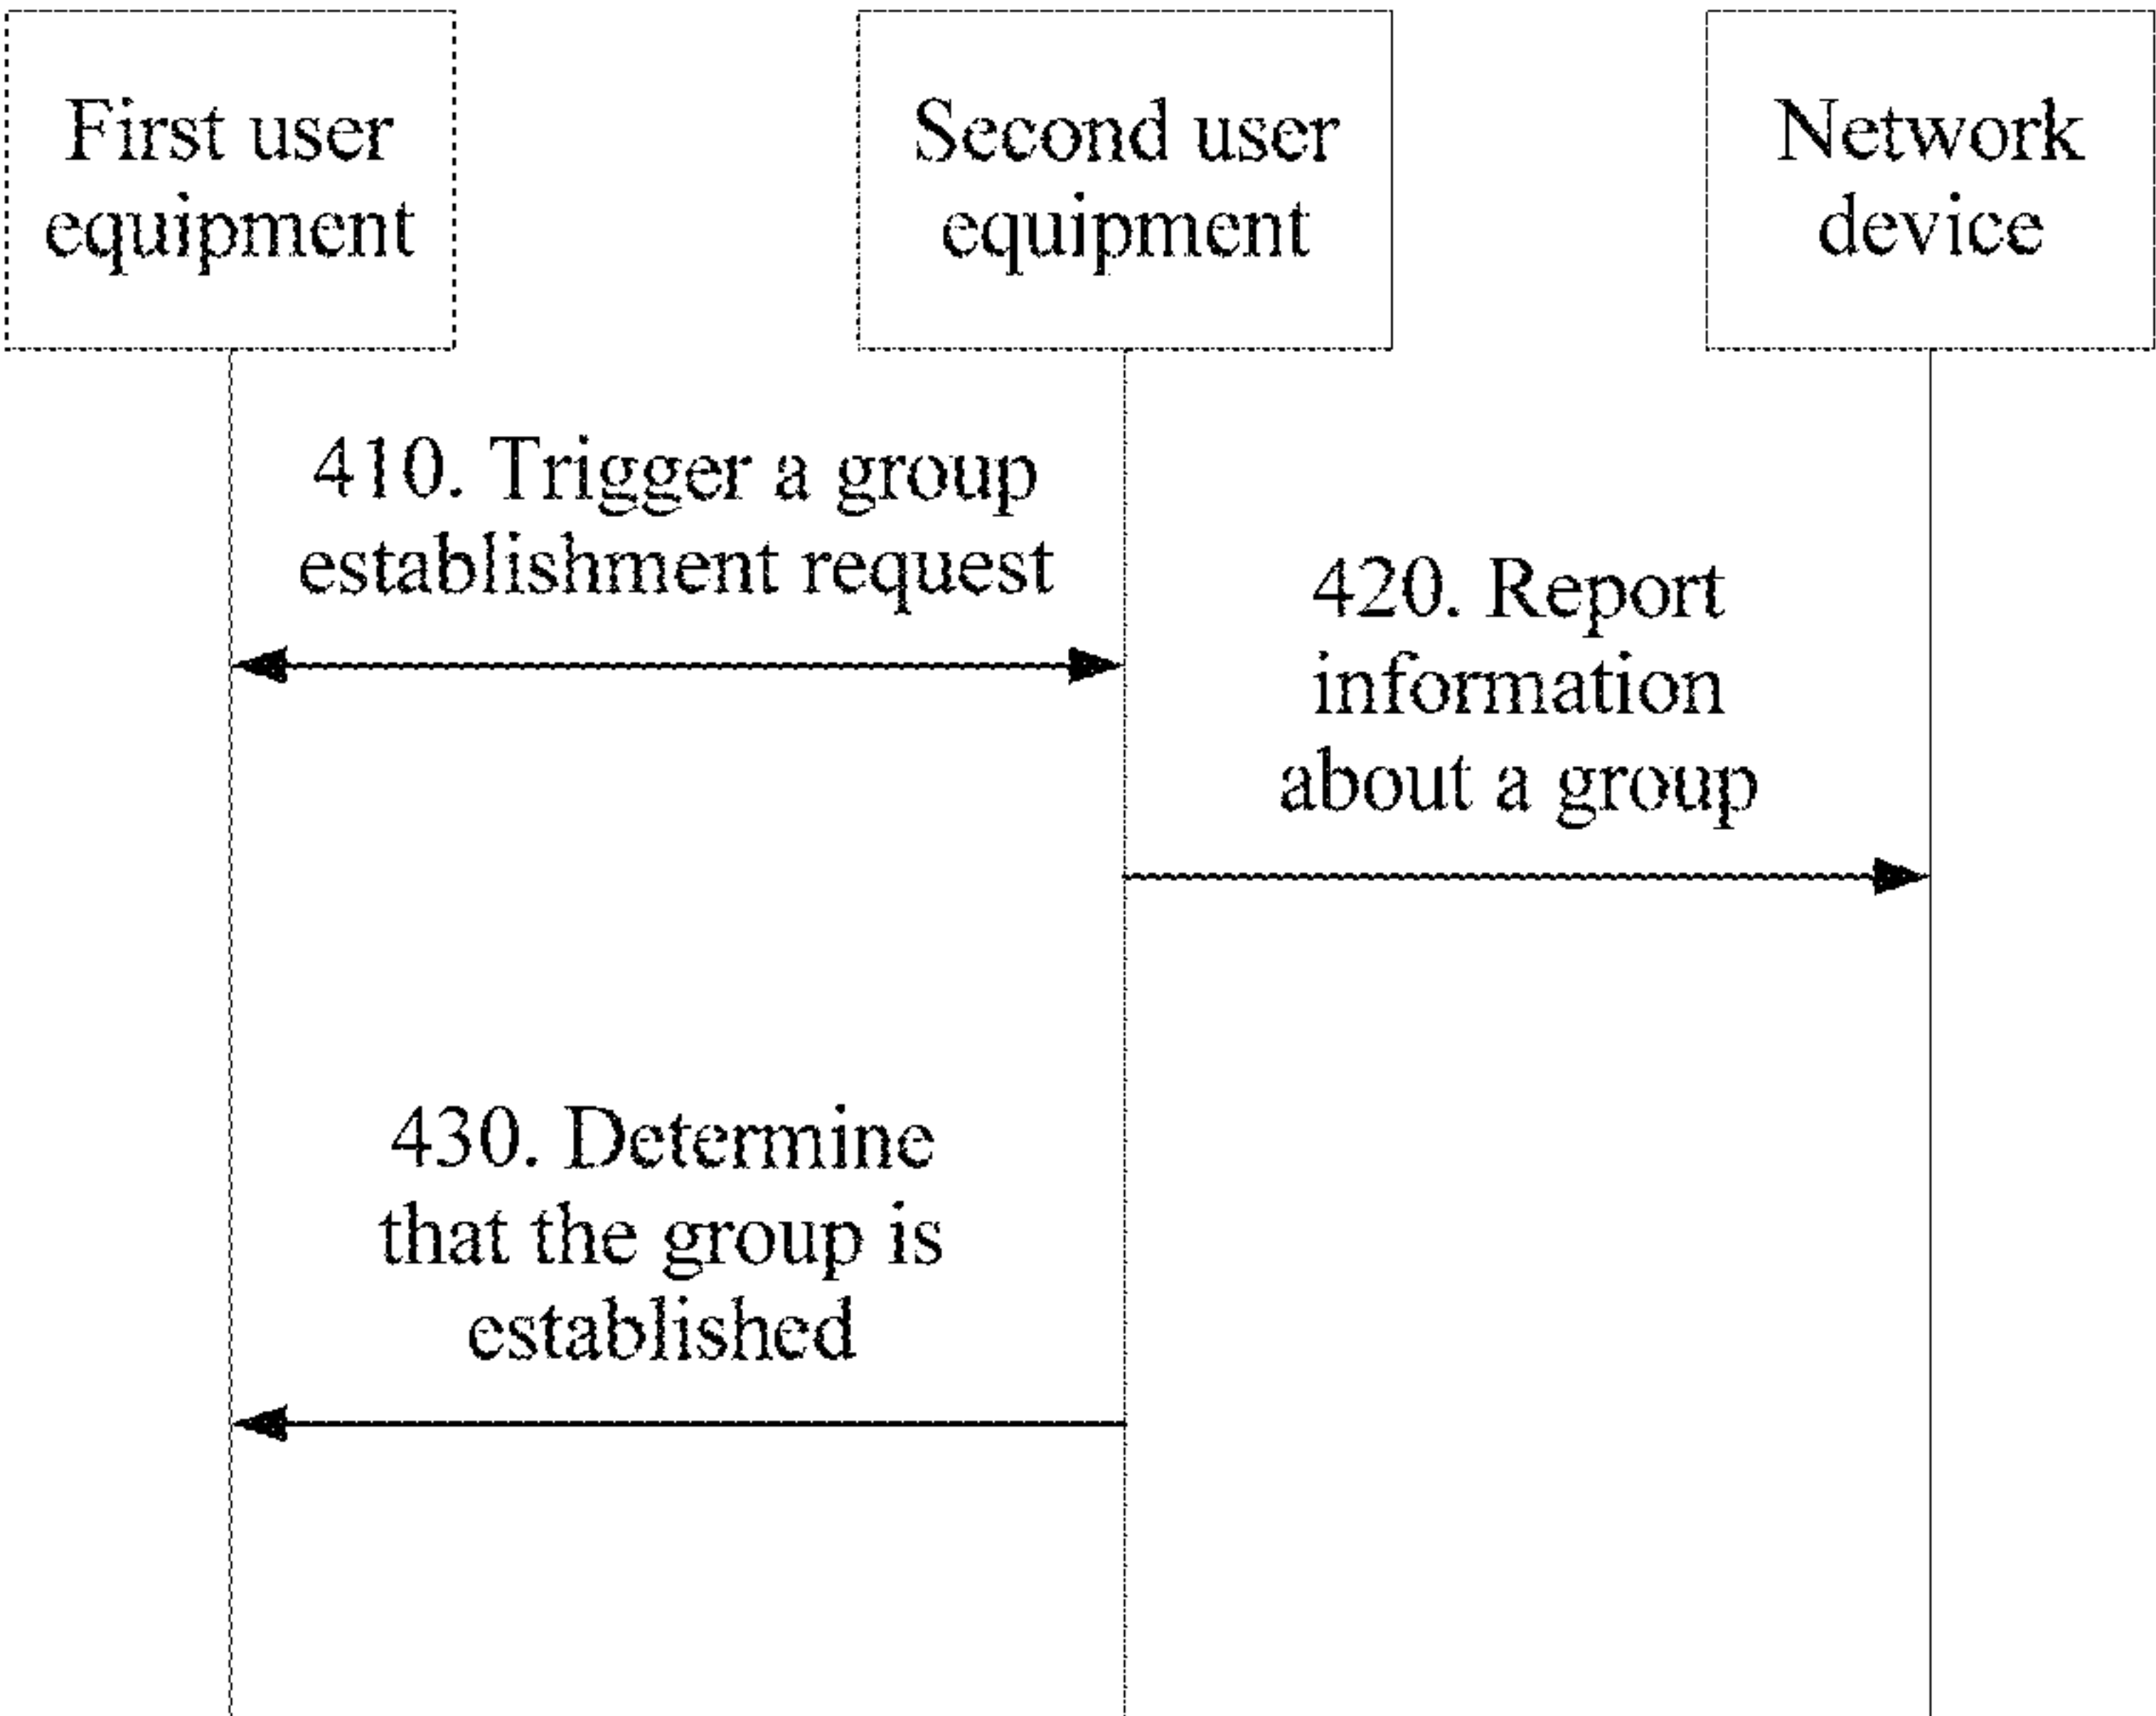 First user
equipment
Second user
equipment
Network
device
410. Trigger a group
establishment request
420. Report
information
about a group
430. Determine
that the group is
established